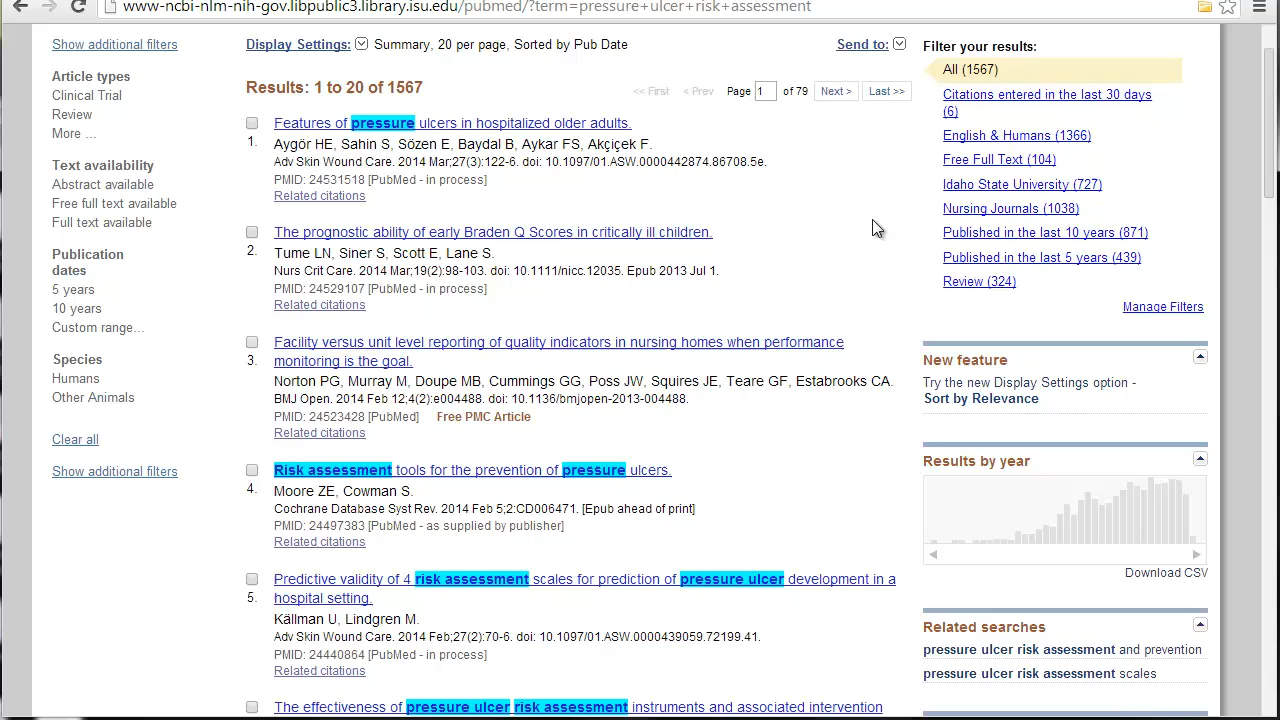 www-ncbi-nlm-nih-gov.libpublic3.library.isu.edu/pubmed/?term=pressure+ulcer+risk+assessment
Show additional filters
Article types
Clinical Trial
Review
More ...
Text availability
Abstract available
Free full text available
Full text available
Publication
dates
5 years
10 years
Custom range...
Species
Humans
Other Animals
Clear all
Show additional filters
Display Settings: Summary, 20 per page, Sorted by Pub Date
Send to:
Results: 1 to 20 of 1567
<< First < Prev Page 1 of 79 Next > Last >>
Features of pressure ulcers in hospitalized older adults.
1. Aygör HE, Sahin S, Sözen E, Baydal B, Aykar FS, Akçiçek F.
Adv Skin Wound Care. 2014 Mar;27(3):122-6. doi: 10.1097/01.ASW.0000442874.86708.5e.
PMID: 24531518 [PubMed - in process]
Related citations
The prognostic ability of early Braden Q Scores in critically ill children.
2. Tume LN, Siner S, Scott E, Lane S.
Nurs Crit Care. 2014 Mar;19(2):98-103. doi: 10.1111/nicc.12035. Epub 2013 Jul 1.
PMID: 24529107 [PubMed - in process]
Related citations
Facility versus unit level reporting of quality indicators in nursing homes when performance
3. monitoring is the goal.
Norton PG, Murray M, Doupe MB, Cummings GG, Poss JW, Squires JE, Teare GF, Estabrooks CA.
BMJ Open. 2014 Feb 12;4(2):e004488. doi: 10.1136/bmjopen-2013-004488.
PMID: 24523428 [PubMed] Free PMC Article
Related citations
Risk assessment tools for the prevention of pressure ulcers.
4. Moore ZE, Cowman S.
Cochrane Database Syst Rev. 2014 Feb 5;2:CD006471. [Epub ahead of print]
PMID: 24497383 [PubMed - as supplied by publisher]
Related citations
Predictive validity of 4 risk assessment scales for prediction of pressure ulcer development in a
5. hospital setting.
Källman U, Lindgren M.
Adv Skin Wound Care. 2014 Feb;27(2):70-6. doi: 10.1097/01.ASW.0000439059.72199.41.
PMID: 24440864 [PubMed - in process]
Related citations
The effectiveness of pressure ulcer risk assessment instruments and associated intervention
Filter your results:
All (1567)
Citations entered in the last 30 days
(6)
English & Humans (1366)
Free Full Text (104)
Idaho State University (727)
Nursing Journals (1038)
Published in the last 10 years (871)
Published in the last 5 years (439)
Review (324)
Manage Filters
New feature
Try the new Display Settings option -
Sort by Relevance
Results by year
Download CSV
Related searches
pressure ulcer risk assessment and prevention
pressure ulcer risk assessment scales